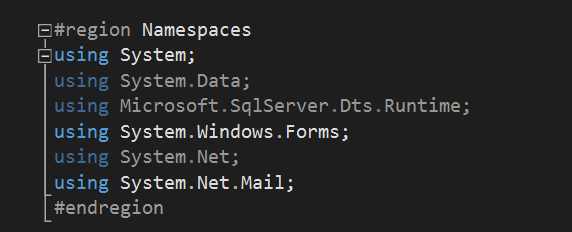 #region Namespaces
using System;
using System.Data;
using Microsoft.SqlServer.Dts.Runtime;
using System.Windows.Forms;
using System.Net;
using System.Net.Mail;
#endregion